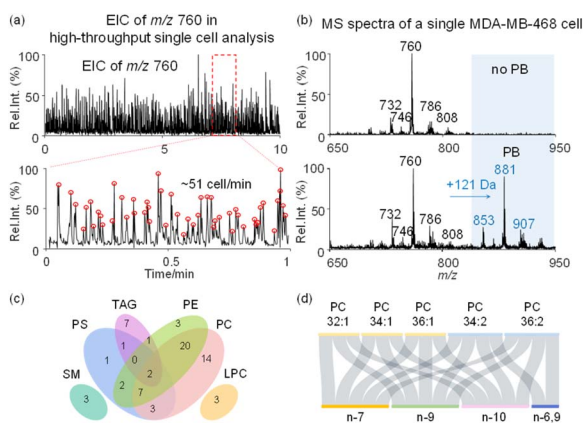 (a)
EIC of m/z 760 in
high-throughput single cell analysis
EIC of m/z 760
Rel.Int. (%)
100
50
0
0
5
10
~51 cell/min
Rel.Int. (%)
100
50
0
0
Time/min
1
(b)
MS spectra of a single MDA-MB-468 cell
Rel.Int. (%)
100
50
0
760
732
746
786
808
no PB
650
950
Rel.Int. (%)
100
50
0
760
732
746
786
808
PB
+121 Da
881
853
907
650
m/z
950
(c)
TAG
PE
PS
PC
SM
LPC
7
3
1
1
1
0
20
14
2
2
7
3
3
3
(d)
PC PC PC PC PC
32:1 34:1 36:1 34:2 36:2
n-7 n-9 n-10 n-6,9